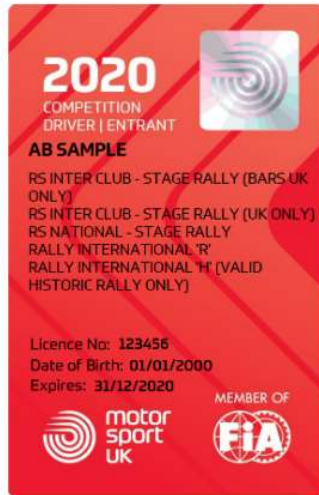 2020
COMPETITION
DRIVER | ENTRANT
AB SAMPLE
RS INTER CLUB - STAGE RALLY (BARS UK
ONLY)
RS INTER CLUB - STAGE RALLY (UK ONLY)
RS NATIONAL - STAGE RALLY
RALLY INTERNATIONAL 'R'
RALLY INTERNATIONAL 'H' (VALID
HISTORIC RALLY ONLY)
Licence No: 123456
Date of Birth: 01/01/2000
Expires: 31/12/2020
motor
sport
UK
MEMBER OF
FiA